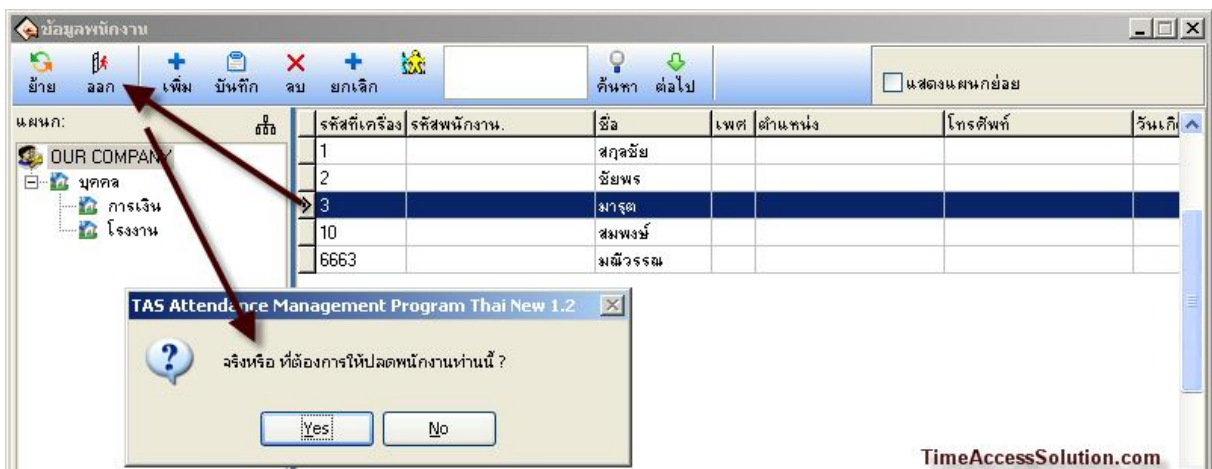 ข้อมูลพนักงาน
ย้าย ออก เพิ่ม บันทึก ลบ ยกเลิก ค้นหา ต่อไป แสดงแผนกย่อย
แผนก:
OUR COMPANY
บุคคล
การเงิน
โรงงาน
รหัสที่เครื่อง รหัสพนักงาน. ชื่อ เพศ ตำแหน่ง โทรศัพท์ วันเกิ
1 สกุลชัย
2 ชัยพร
3 มารุต
10 สมพงษ์
6663 มณีวรรณ
TAS Attendance Management Program Thai New 1.2
จริงหรือ ที่ต้องการให้ปลดพนักงานท่านนี้ ?
Yes No
TimeAccessSolution.com